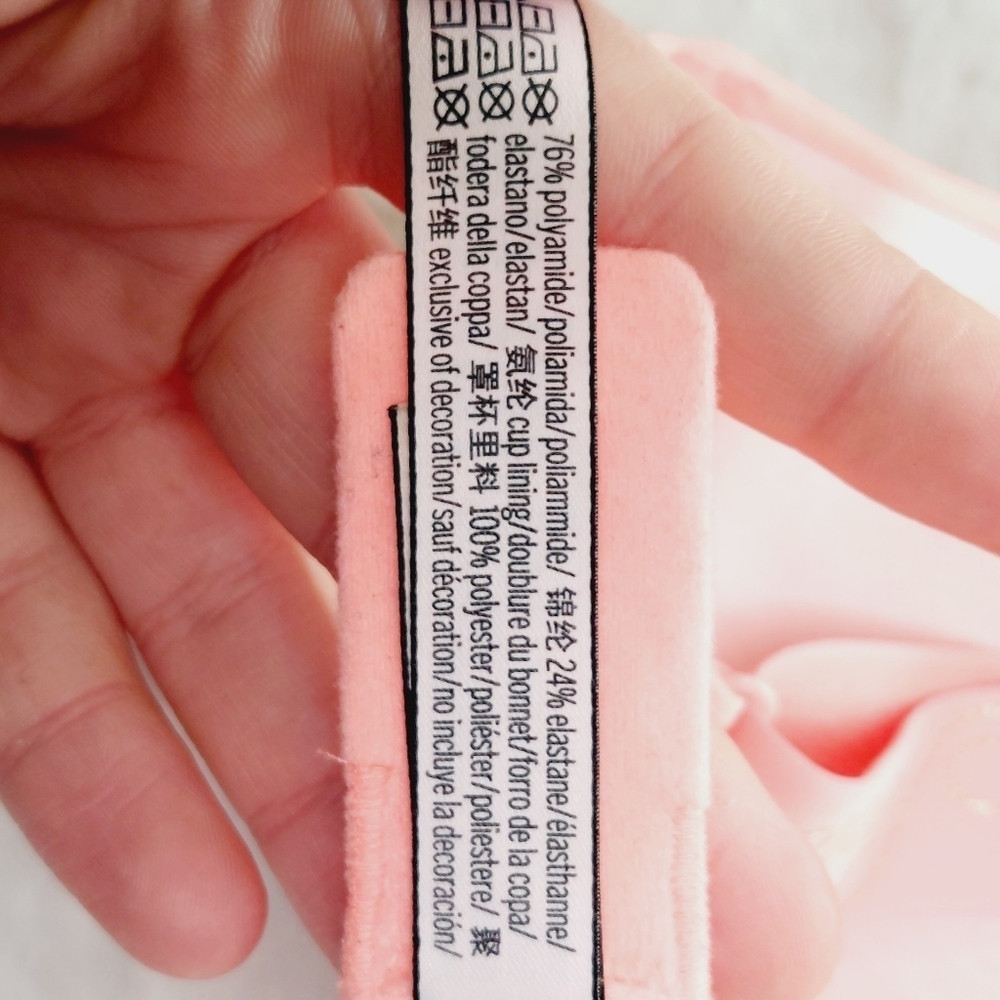 76% polyamide/poliamida/poliammide/ 锦纶 24% elastane/élasthanne/
elastano/elastan/ 氨纶 cup lining/doublure du bonnet/forro de la copa/
fodera della coppa/ 罩杯里料 100% polyester/poliéster/poliestere/ 聚
酯纤维 exclusive of decoration/sauf décoration/no incluye la decoración/